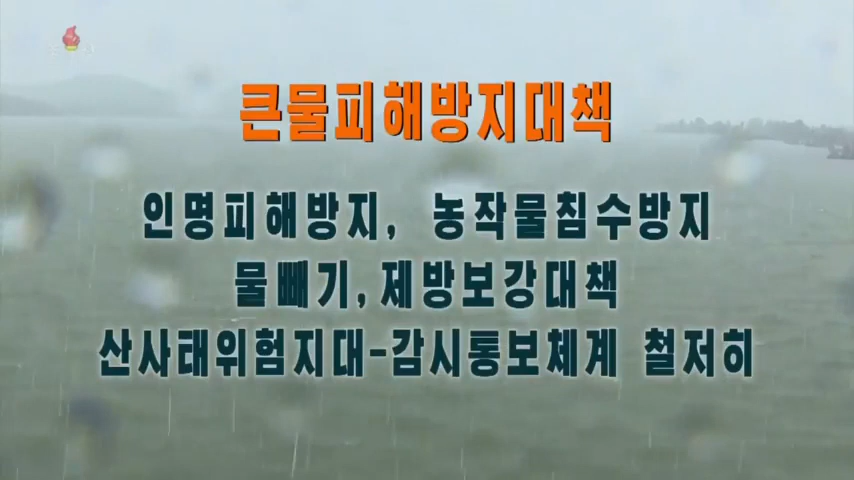 큰물피해방지대책
인명피해방지, 농작물침수방지
물빼기, 제방보강대책
산사태위험지대-감시통보체계 철저히